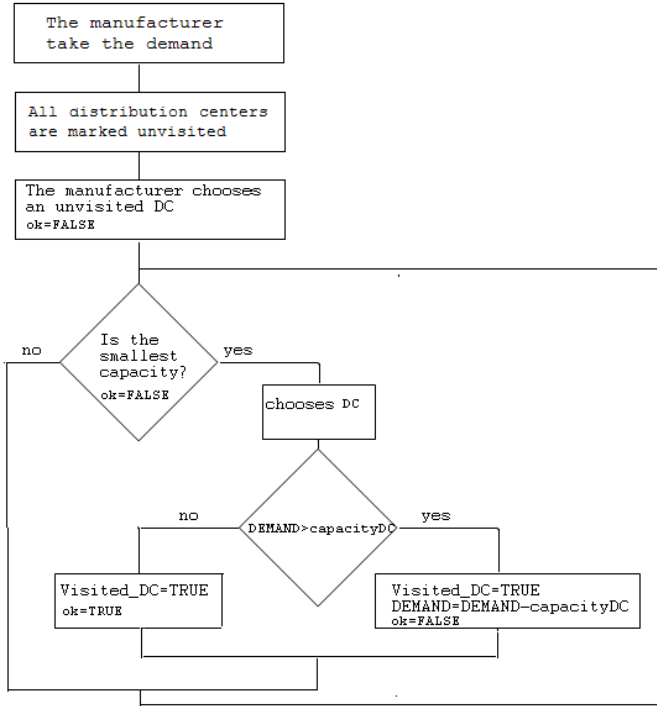 The manufacturer
take the demand
All distribution centers
are marked unvisited
The manufacturer chooses
an unvisited DC
ok=FALSE
Is the
smallest
capacity?
ok=FALSE
no
yes
chooses DC
DEMAND>capacityDC
no
yes
Visited_DC=TRUE
ok=TRUE
Visited_DC=TRUE
DEMAND=DEMAND-capacityDC
ok=FALSE